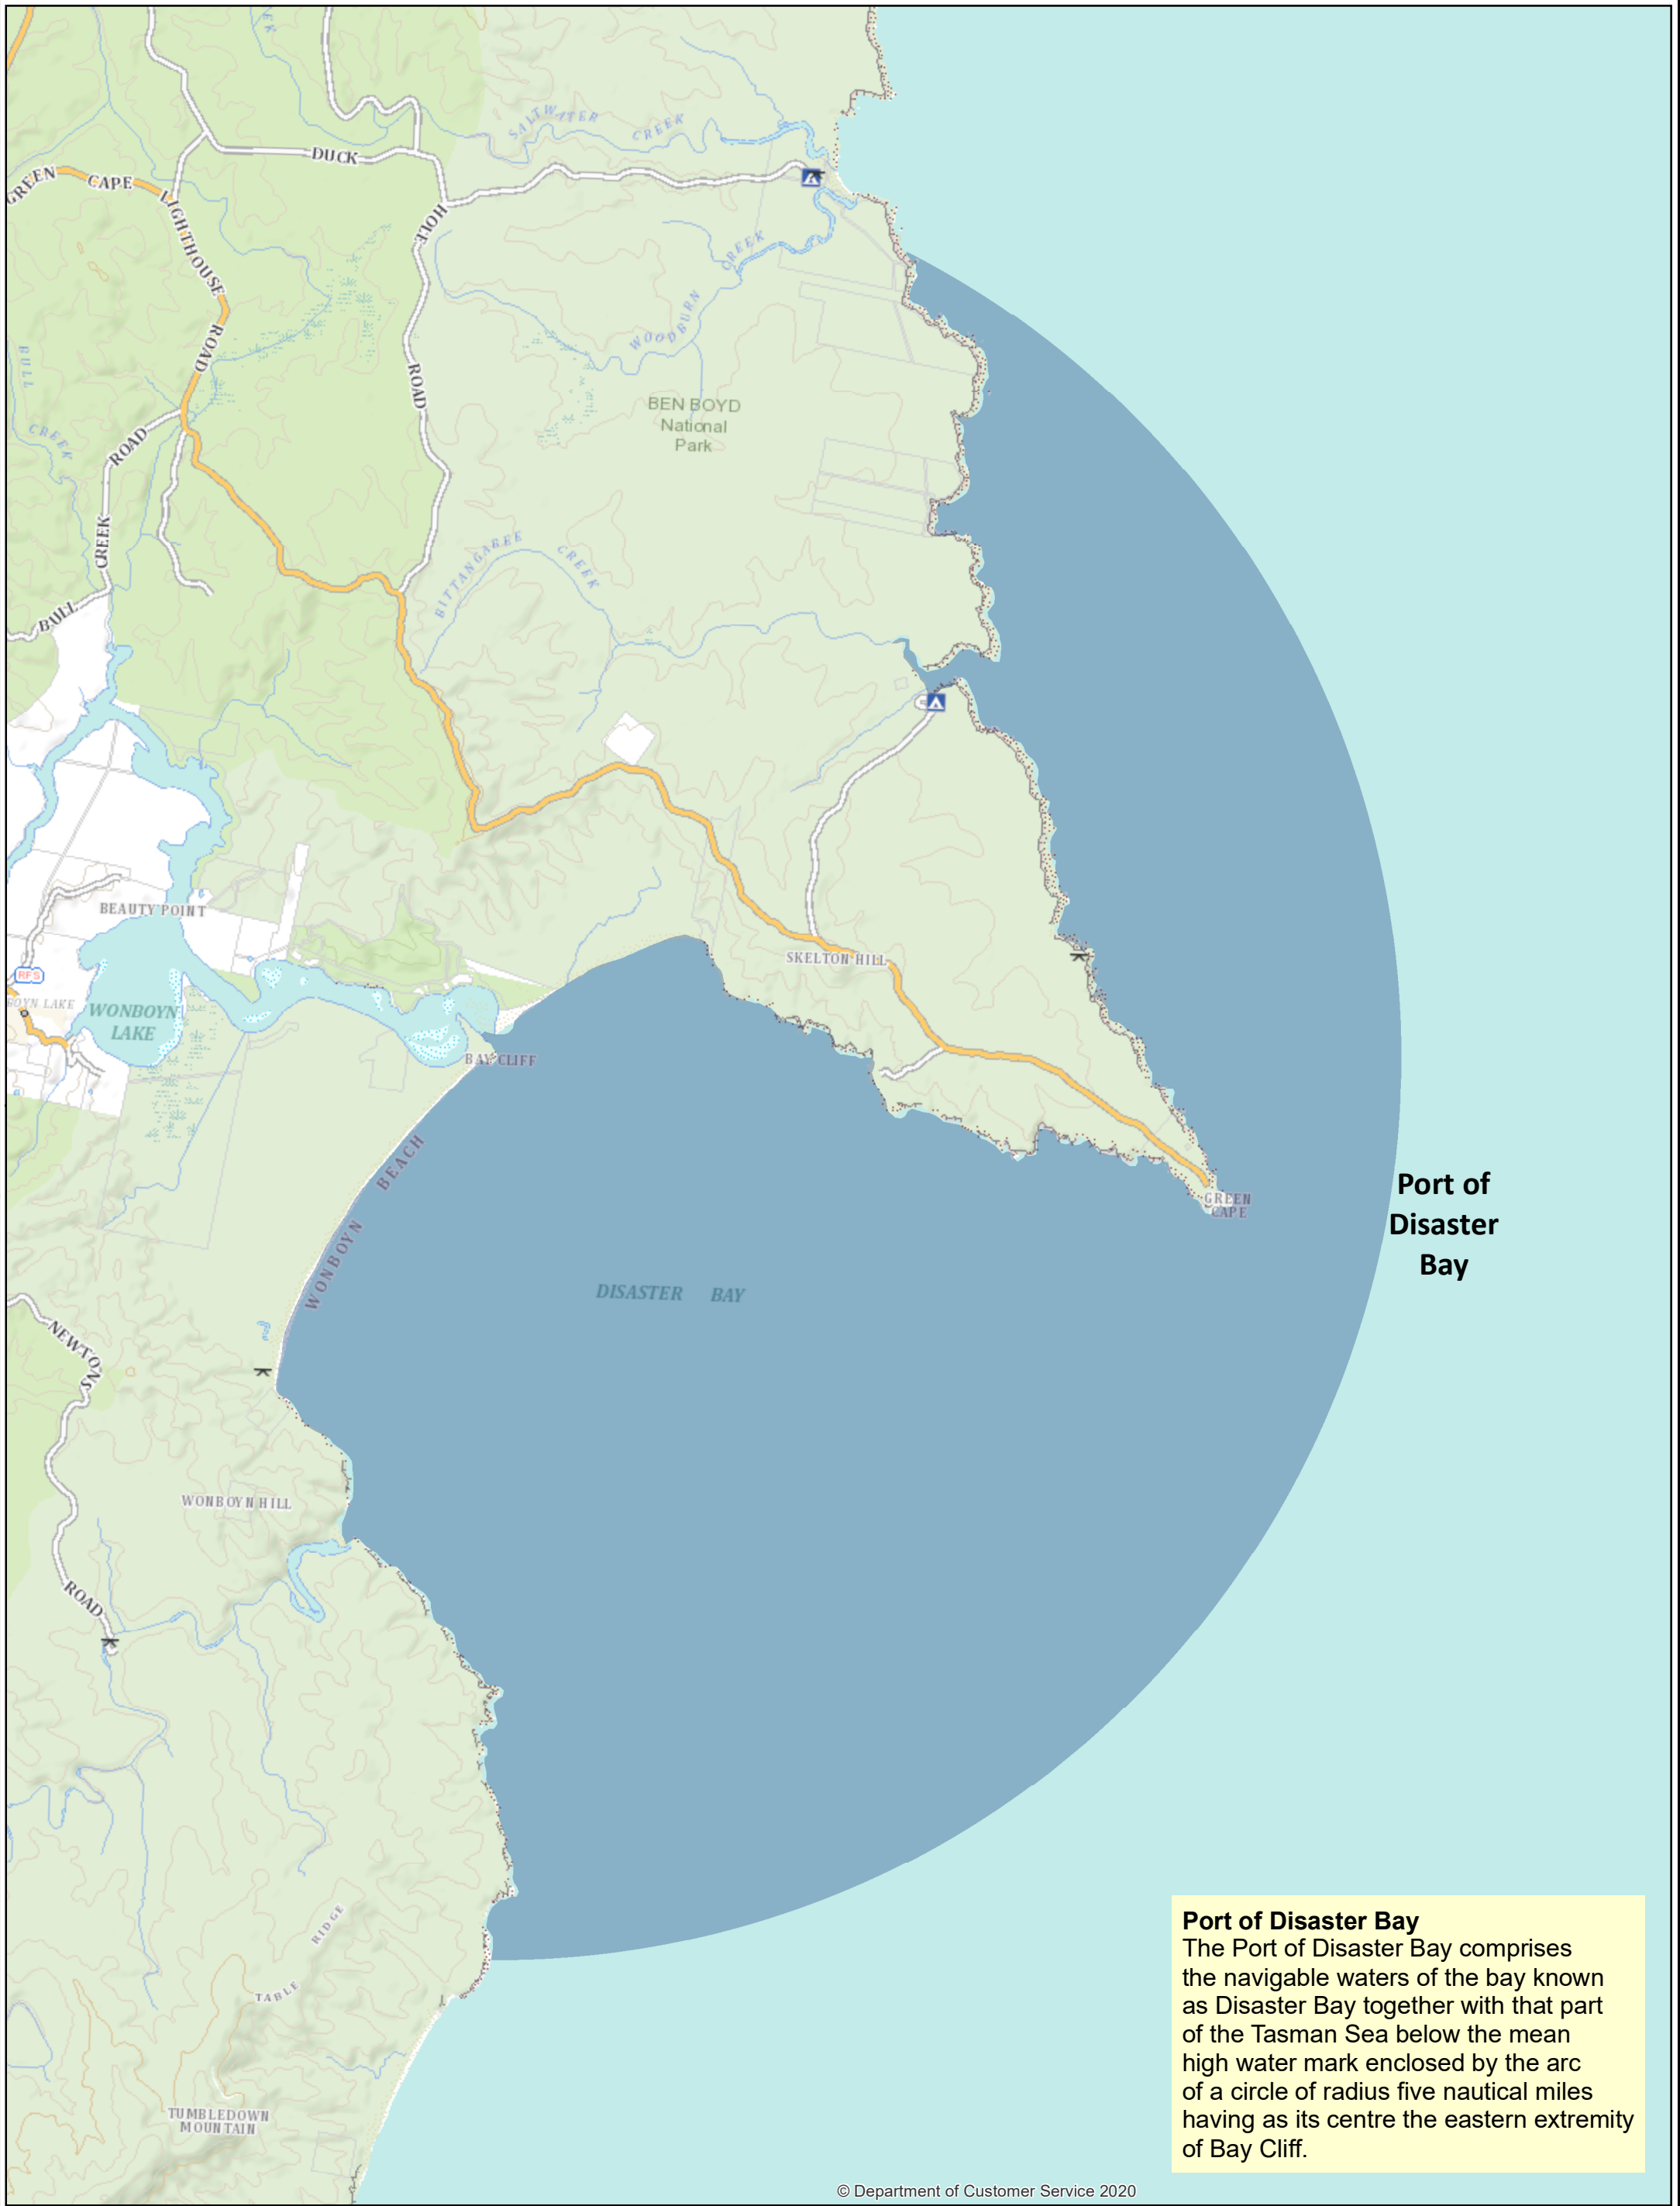 SALTWATER CREEK
DUCK
HOLE
ROAD
GREEN CAPE LIGHTHOUSE ROAD
CREEK
WOODBURN
BULL
CREEK
BEN BOYD
National
Park
ROAD
CREEK
BULL
BITTANGABEE CREEK
BEAUTY POINT
SKELTON HILL
RFS
OYN LAKE
WONBOYN
LAKE
BAY CLIFF
WONBOYN BEACH
GREEN
CAPE
Port of
Disaster
Bay
DISASTER BAY
NEWTONS
ROAD
WONBOYN HILL
TABLE RIDGE
TUMBLEDOWN
MOUNTAIN
Port of Disaster Bay
The Port of Disaster Bay comprises
the navigable waters of the bay known
as Disaster Bay together with that part
of the Tasman Sea below the mean
high water mark enclosed by the arc
of a circle of radius five nautical miles
having as its centre the eastern extremity
of Bay Cliff.
© Department of Customer Service 2020